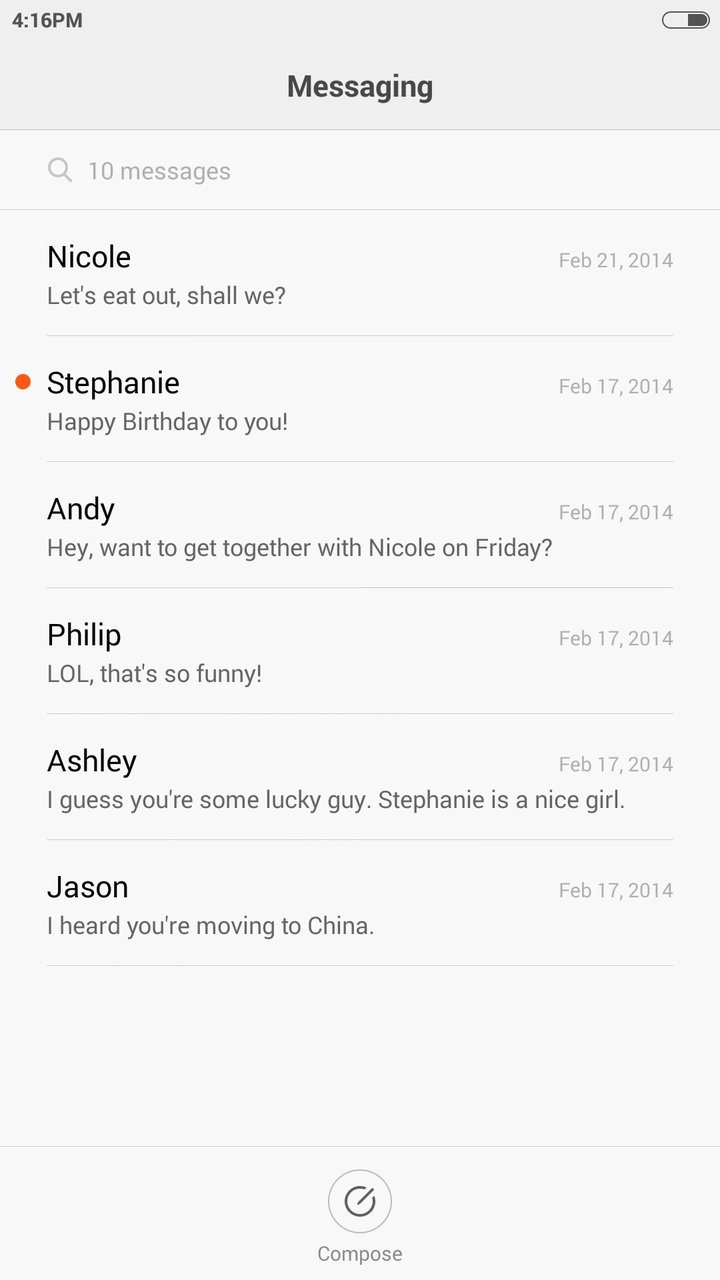 4:16PM
Messaging
10 messages
Nicole
Feb 21, 2014
Let's eat out, shall we?
Stephanie
Feb 17, 2014
Happy Birthday to you!
Andy
Feb 17, 2014
Hey, want to get together with Nicole on Friday?
Philip
Feb 17, 2014
LOL, that's so funny!
Ashley
Feb 17, 2014
I guess you're some lucky guy. Stephanie is a nice girl.
Jason
Feb 17, 2014
I heard you're moving to China.
Compose